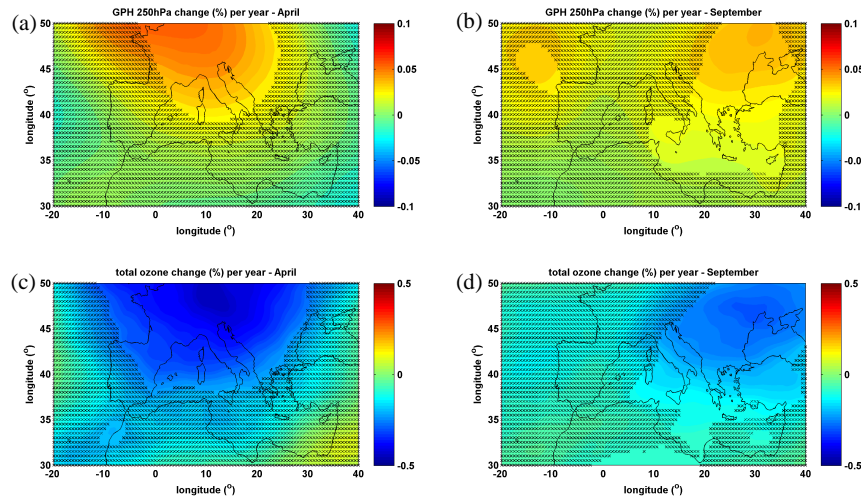 (a)
GPH 250hPa change (%) per year - April
50
45
40
35
30
longitude (°)
-20 -10 0 10 20 30 40
longitude (°)
0.1
0.05
0
-0.05
-0.1
(b)
GPH 250hPa change (%) per year - September
50
45
40
35
30
longitude (°)
-20 -10 0 10 20 30 40
longitude (°)
0.1
0.05
0
-0.0
-0.1
(c)
total ozone change (%) per year - April
50
45
40
35
30
longitude (°)
-20 -10 0 10 20 30 40
longitude (°)
0.5
0
-0.5
(d)
total ozone change (%) per year - September
50
45
40
35
30
longitude (°)
-20 -10 0 10 20 30 40
longitude (°)
0.5
0
-0.5